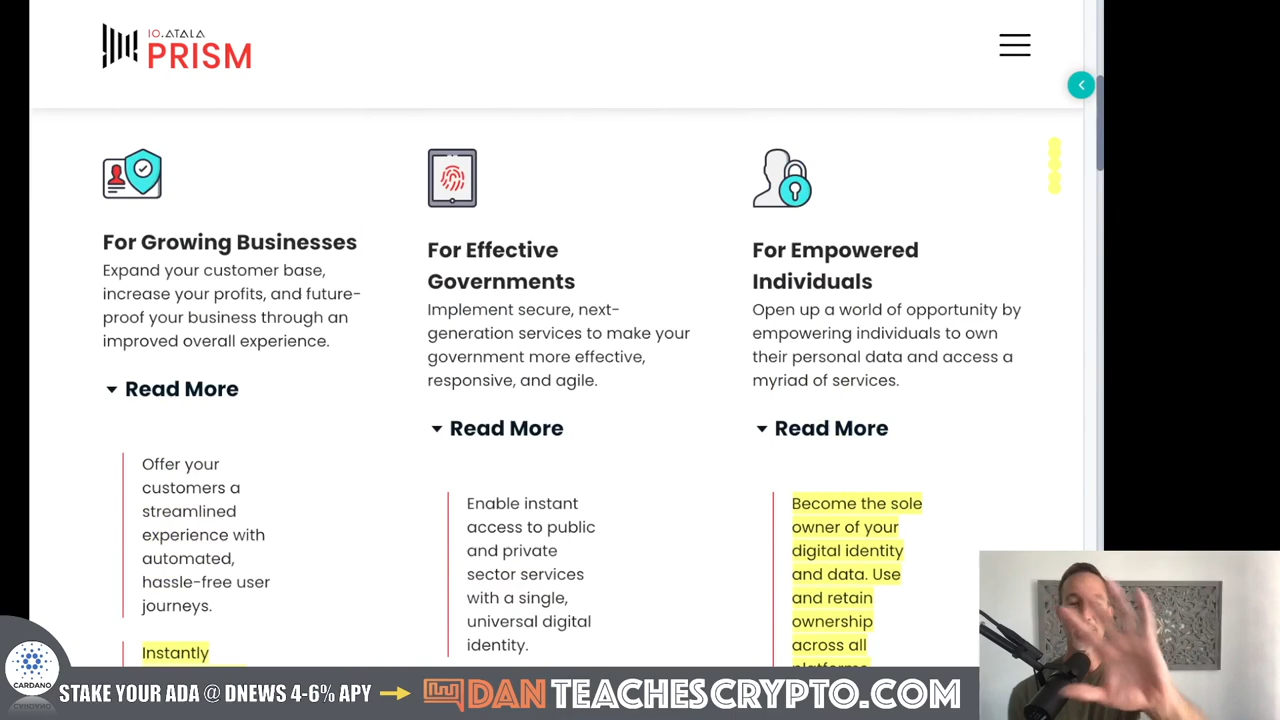 IO.ATALA
PRISM
For Growing Businesses
Expand your customer base,
increase your profits, and future-
proof your business through an
improved overall experience.
Read More
Offer your
customers a
streamlined
experience with
automated,
hassle-free user
journeys.
Instantly
For Effective
Governments
Implement secure, next-
generation services to make your
government more effective,
responsive, and agile.
Read More
Enable instant
access to public
and private
sector services
with a single,
universal digital
identity.
For Empowered
Individuals
Open up a world of opportunity by
empowering individuals to own
their personal data and access a
myriad of services.
Read More
Become the sole
owner of your
digital identity
and data. Use
and retain
ownership
across all
platforms
CARDANO
STAKE YOUR ADA @ DNEWS 4-6% APY
DANTEACHESCRYPTO.COM